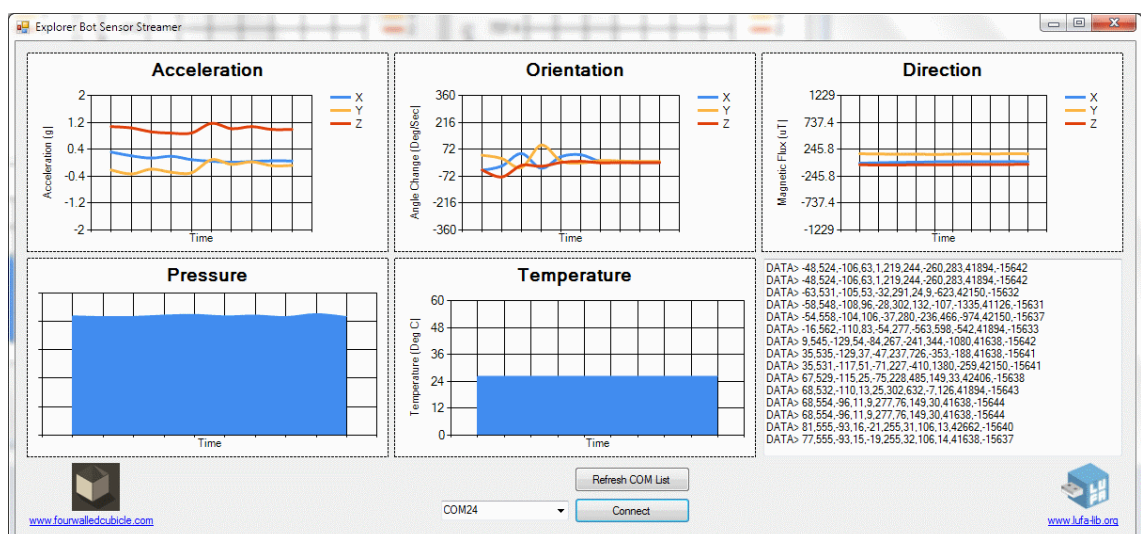 Explorer Bot Sensor Streamer
Acceleration
2
1.2
0.4
-0.4
-1.2
-2
Acceleration (g)
Time
X
Y
Z
Orientation
360
216
72
-72
-216
-360
Angle Change (Deg/Sec)
Time
X
Y
Z
Direction
1229
737.4
245.8
-245.8
-737.4
-1229
Magnetic Flux (uT)
Time
X
Y
Z
Pressure
Time
Temperature
60
48
36
24
12
0
Temperature (Deg C)
Time
DATA> -48,524,-106,63,1,219,244,-260,283,41894,-15642
DATA> -48,524,-106,63,1,219,244,-260,283,41894,-15642
DATA> -63,531,-105,53,-32,291,24,9,-623,42150,-15632
DATA> -58,548,-108,96,-28,302,132,-107,-1335,41126,-15631
DATA> -54,558,-104,106,-37,280,-236,466,-974,42150,-15637
DATA> -16,562,-110,83,-54,277,-563,598,-542,41894,-15633
DATA> 9,545,-129,54,-84,267,-241,344,-1080,41638,-15642
DATA> 35,535,-129,37,-47,237,726,-353,-188,41638,-15641
DATA> 35,531,-117,51,-71,227,-410,1380,-259,42150,-15641
DATA> 67,529,-115,25,-75,228,485,149,33,42406,-15638
DATA> 68,532,-110,13,25,302,632,-7,126,41894,-15643
DATA> 68,554,-96,11,9,277,76,149,30,41638,-15644
DATA> 68,554,-96,11,9,277,76,149,30,41638,-15644
DATA> 81,555,-93,16,-21,255,31,106,13,42662,-15640
DATA> 77,555,-93,15,-19,255,32,106,14,41638,-15637
Refresh COM List
COM24
Connect
www.fourwalledcubicle.com
LUFA
www.lufa-lib.org